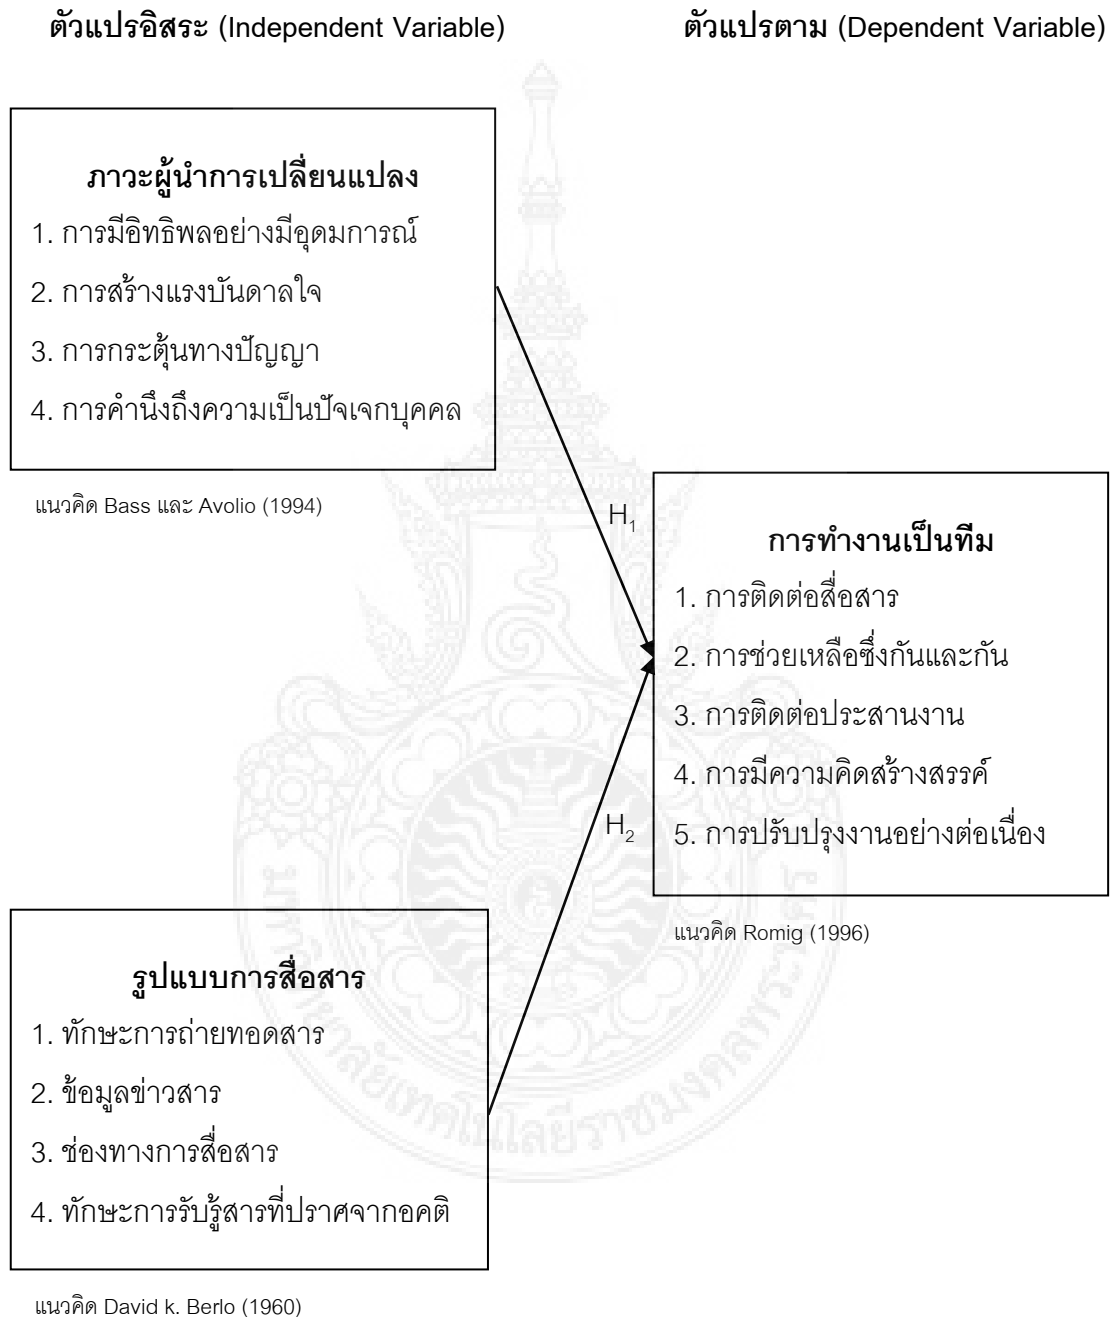 ตัวแปรอิสระ (Independent Variable)
ตัวแปรตาม (Dependent Variable)
ภาวะผู้นำการเปลี่ยนแปลง
1. การมีอิทธิพลอย่างมีอุดมการณ์
2. การสร้างแรงบันดาลใจ
3. การกระตุ้นทางปัญญา
4. การคำนึงถึงความเป็นปัจเจกบุคคล
แนวคิด Bass และ Avolio (1994)
H₁
การทำงานเป็นทีม
1. การติดต่อสื่อสาร
2. การช่วยเหลือซึ่งกันและกัน
3. การติดต่อประสานงาน
4. การมีความคิดสร้างสรรค์
5. การปรับปรุงงานอย่างต่อเนื่อง
แนวคิด Romig (1996)
H₂
รูปแบบการสื่อสาร
1. ทักษะการถ่ายทอดสาร
2. ข้อมูลข่าวสาร
3. ช่องทางการสื่อสาร
4. ทักษะการรับรู้สารที่ปราศจากอคติ
แนวคิด David k. Berlo (1960)